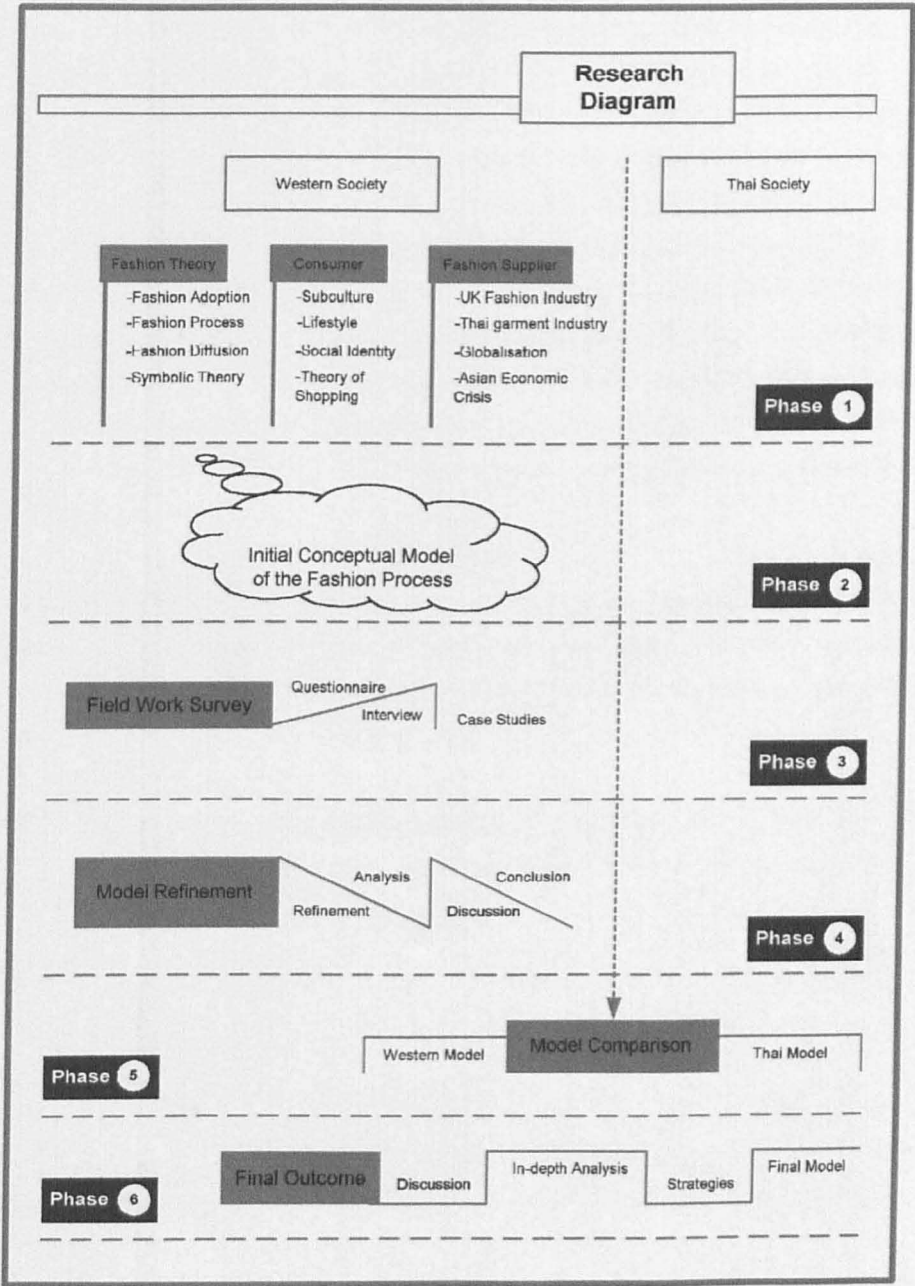 Research
Diagram
Western Society
Thai Society
Fashion Theory
-Fashion Adoption
-Fashion Process
-Fashion Diffusion
-Symbolic Theory
Consumer
-Subculture
-Lifestyle
-Social Identity
-Theory of
Shopping
Fashion Supplier
-UK Fashion Industry
-Thai garment Industry
-Globalisation
-Asian Economic
Crisis
Phase 1
Initial Conceptual Model
of the Fashion Process
Phase 2
Field Work Survey
Questionnaire
Interview
Case Studies
Phase 3
Model Refinement
Analysis
Refinement
Conclusion
Discussion
Phase 4
Western Model
Model Comparison
Thai Model
Phase 5
Final Outcome
Discussion
In-depth Analysis
Strategies
Final Model
Phase 6